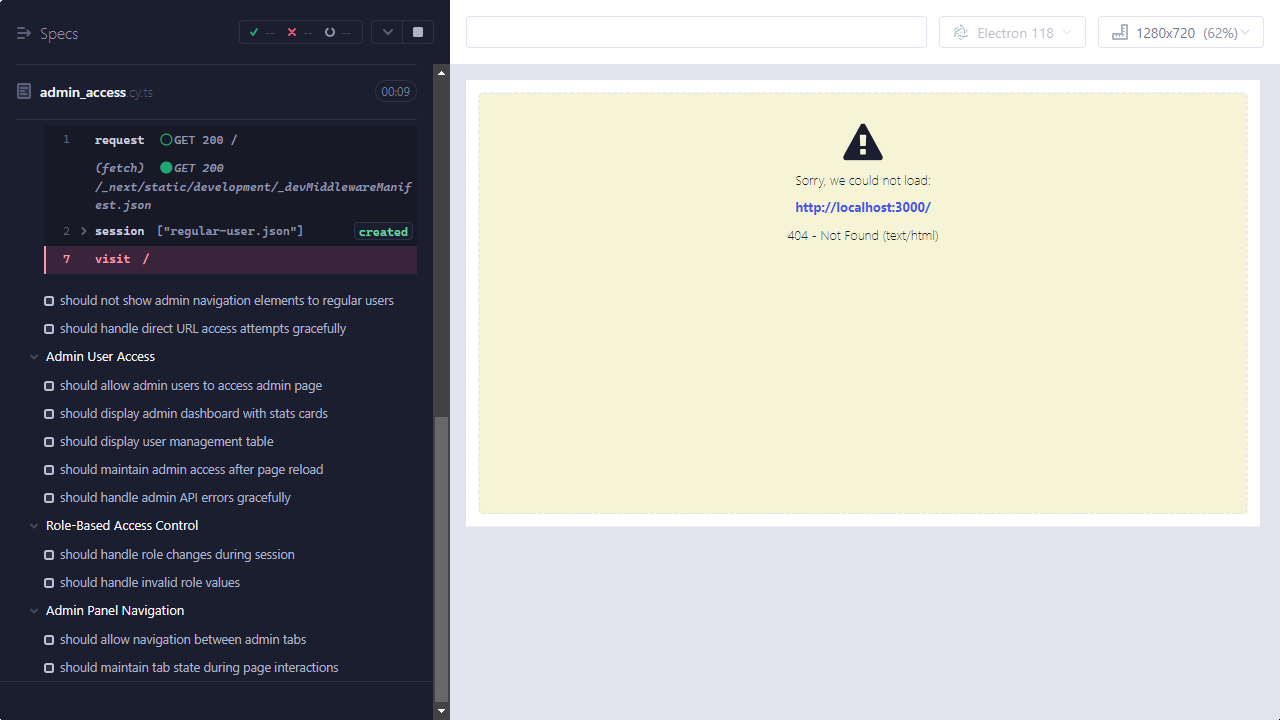 Specs
--
--
--
Electron 118
1280x720 (62%)
admin_access.cy.ts
00:09
1 request GET 200 /
(fetch) GET 200
/_next/static/development/_devMiddlewareManif
est.json
2 session ["regular-user.json"] created
7 visit /
should not show admin navigation elements to regular users
should handle direct URL access attempts gracefully
Admin User Access
should allow admin users to access admin page
should display admin dashboard with stats cards
should display user management table
should maintain admin access after page reload
should handle admin API errors gracefully
Role-Based Access Control
should handle role changes during session
should handle invalid role values
Admin Panel Navigation
should allow navigation between admin tabs
should maintain tab state during page interactions
Sorry, we could not load:
http://localhost:3000/
404 - Not Found (text/html)